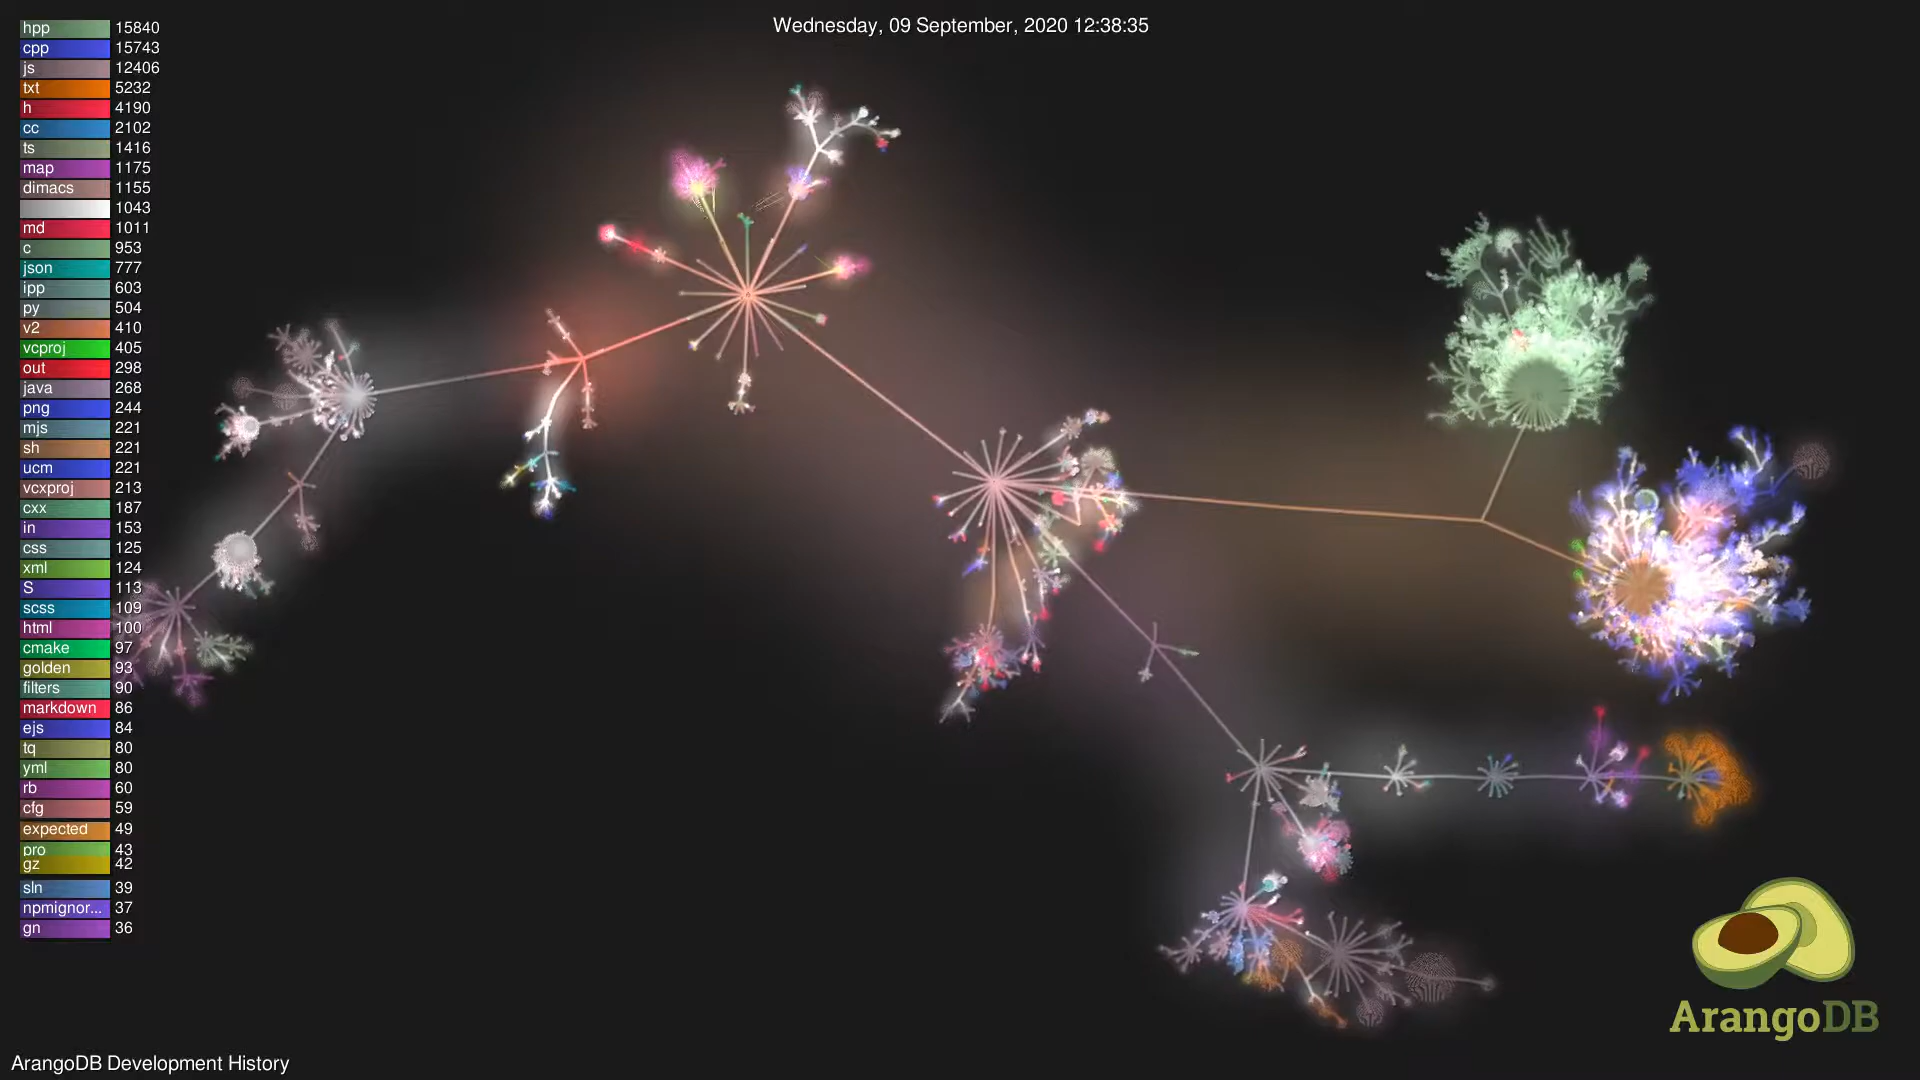 Wednesday, 09 September, 2020 12:38:35
hpp 15840
cpp 15743
js 12406
txt 5232
h 4190
cc 2102
ts 1416
map 1175
dimacs 1155
1043
md 1011
c 953
json 777
ipp 603
py 504
v2 410
vcproj 405
out 298
java 268
png 244
mjs 221
sh 221
ucm 221
vcxproj 213
cxx 187
in 153
css 125
xml 124
S 113
scss 109
html 100
cmake 97
golden 93
filters 90
markdown 86
ejs 84
tq 80
yml 80
rb 60
cfg 59
expected 49
pro 43
gz 42
sln 39
npmignor... 37
gn 36
ArangoDB
ArangoDB Development History